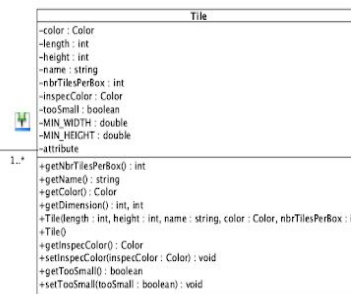 Tile
-color : Color
-length : int
-height : int
-name : string
-nbrTilesPerBox : int
-inspecColor : Color
-tooSmall : boolean
-MIN_WIDTH : double
-MIN_HEIGHT : double
-attribute
1..*
+getNbrTilesPerBox() : int
+getName() : string
+getColor() : Color
+getDimension() : int, int
+Tile(length : int, height : int, name : string, color : Color, nbrTilesPerBox :
+Tile()
+getInspecColor() : Color
+setInspecColor(inspecColor : Color) : void
+getTooSmall() : boolean
+setTooSmall(tooSmall : boolean) : void